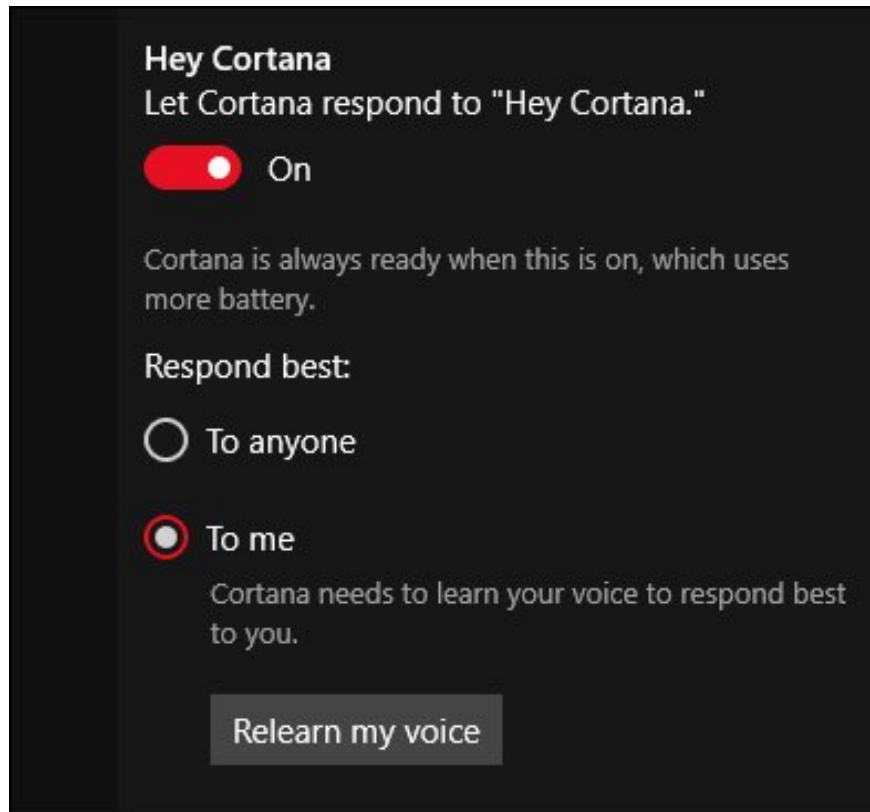 Hey Cortana
Let Cortana respond to "Hey Cortana."
On
Cortana is always ready when this is on, which uses
more battery.
Respond best:
To anyone
To me
Cortana needs to learn your voice to respond best
to you.
Relearn my voice